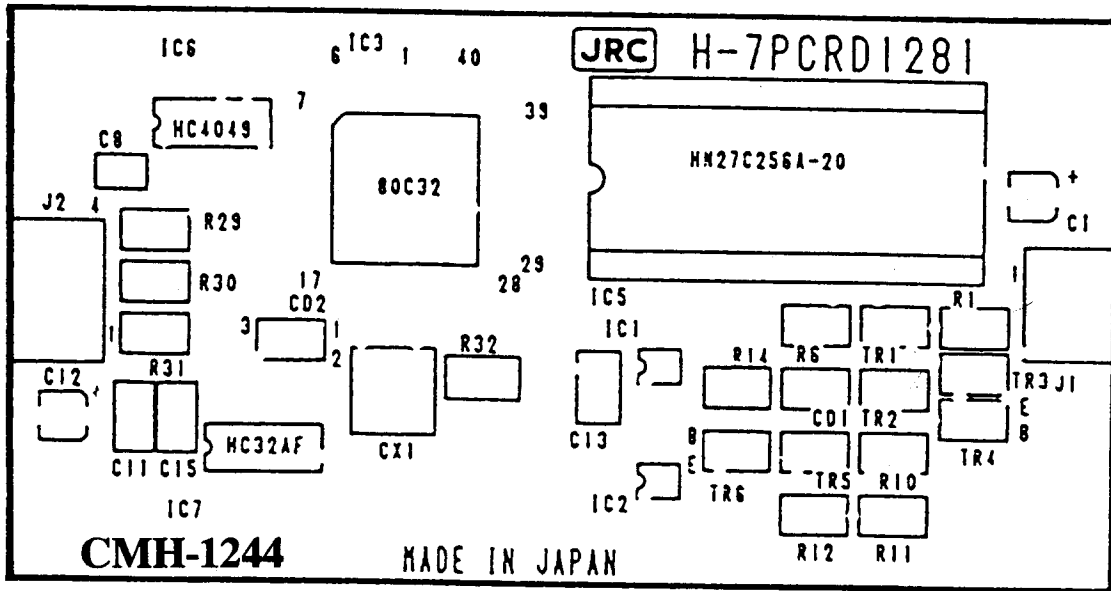 IC6
IC3
6
1
40
JRC H-7PCRD1281
7
39
HC4049
C8
80C32
HN27C256A-20
+
C1
J2
4
R29
R30
17
CD2
28
29
IC5
1
R1
3
1
1
2
R32
IC1
R14
R6
TR1
TR3
J1
C12
+
R31
E
B
CD1
TR2
C13
B
E
TR4
HC32AF
CX1
C11
C15
TR6
TR5
R10
IC7
IC2
R12
R11
CMH-1244
MADE IN JAPAN